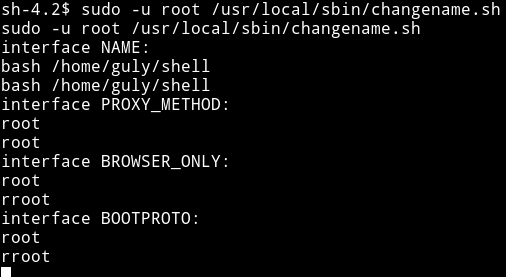 sh-4.2$ sudo -u root /usr/local/sbin/changename.sh
sudo -u root /usr/local/sbin/changename.sh
interface NAME:
bash /home/guly/shell
bash /home/guly/shell
interface PROXY_METHOD:
root
root
interface BROWSER_ONLY:
root
rroot
interface BOOTPROTO:
root
rroot